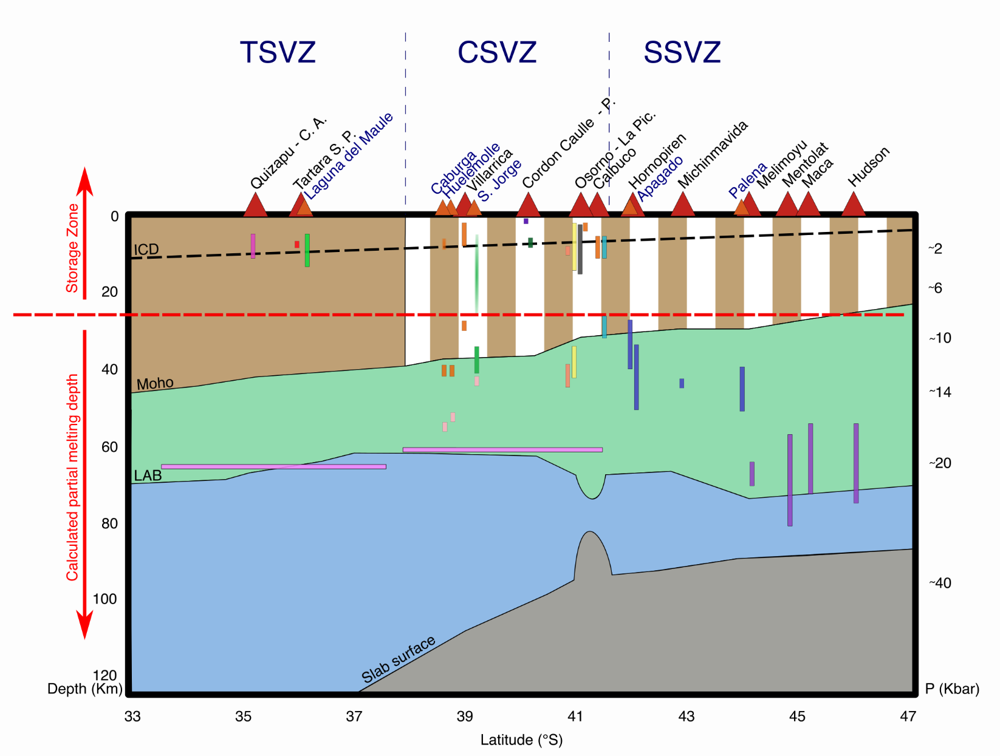 TSVZ
CSVZ
SSVZ
Quizapu - C. A.
Tartara S. P.
Laguna del Maule
Caburga
Huelemolle
Villarrica
S. Jorge
Cordon Caulle - P.
Osorno - La Pic.
Calbuco
Hornopiren
Apagado
Michinmavida
Palena
Melimoyu
Mentolat
Maca
Hudson
Storage Zone
Calculated partial melting depth
0
20
40
60
80
100
120
Depth (Km)
ICD
Moho
LAB
Slab surface
~2
~6
~10
~14
~20
~40
P (Kbar)
33 35 37 39 41 43 45 47
Latitude (°S)